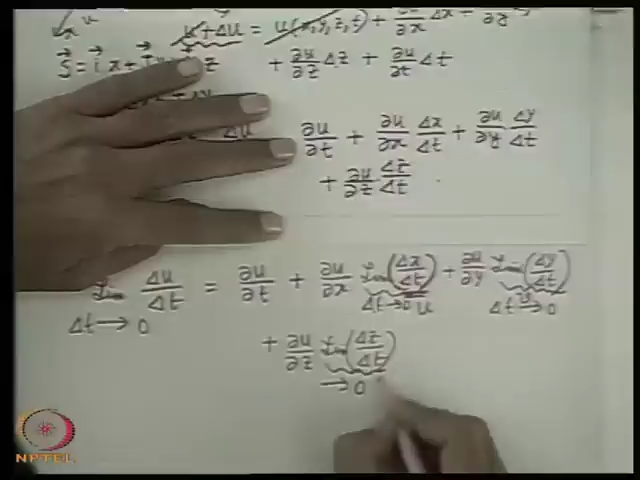 u
x u+Δu = u(x,y,z,t) + ∂u/∂x Δx + ∂u/∂y
S = i x + j y z + ∂u/∂z Δz + ∂u/∂t Δt
Δu ∂u/∂t + ∂u/∂x Δx/Δt + ∂u/∂y Δy/Δt
+ ∂u/∂z Δz/Δt .
Lim Δu/Δt = ∂u/∂t + ∂u/∂x Lim (Δx/Δt) + ∂u/∂y Lim (Δy/Δt)
Δt → 0 Δt → 0 u Δt → 0
+ ∂u/∂z Lim (Δz/Δt)
→ 0
NPTEL